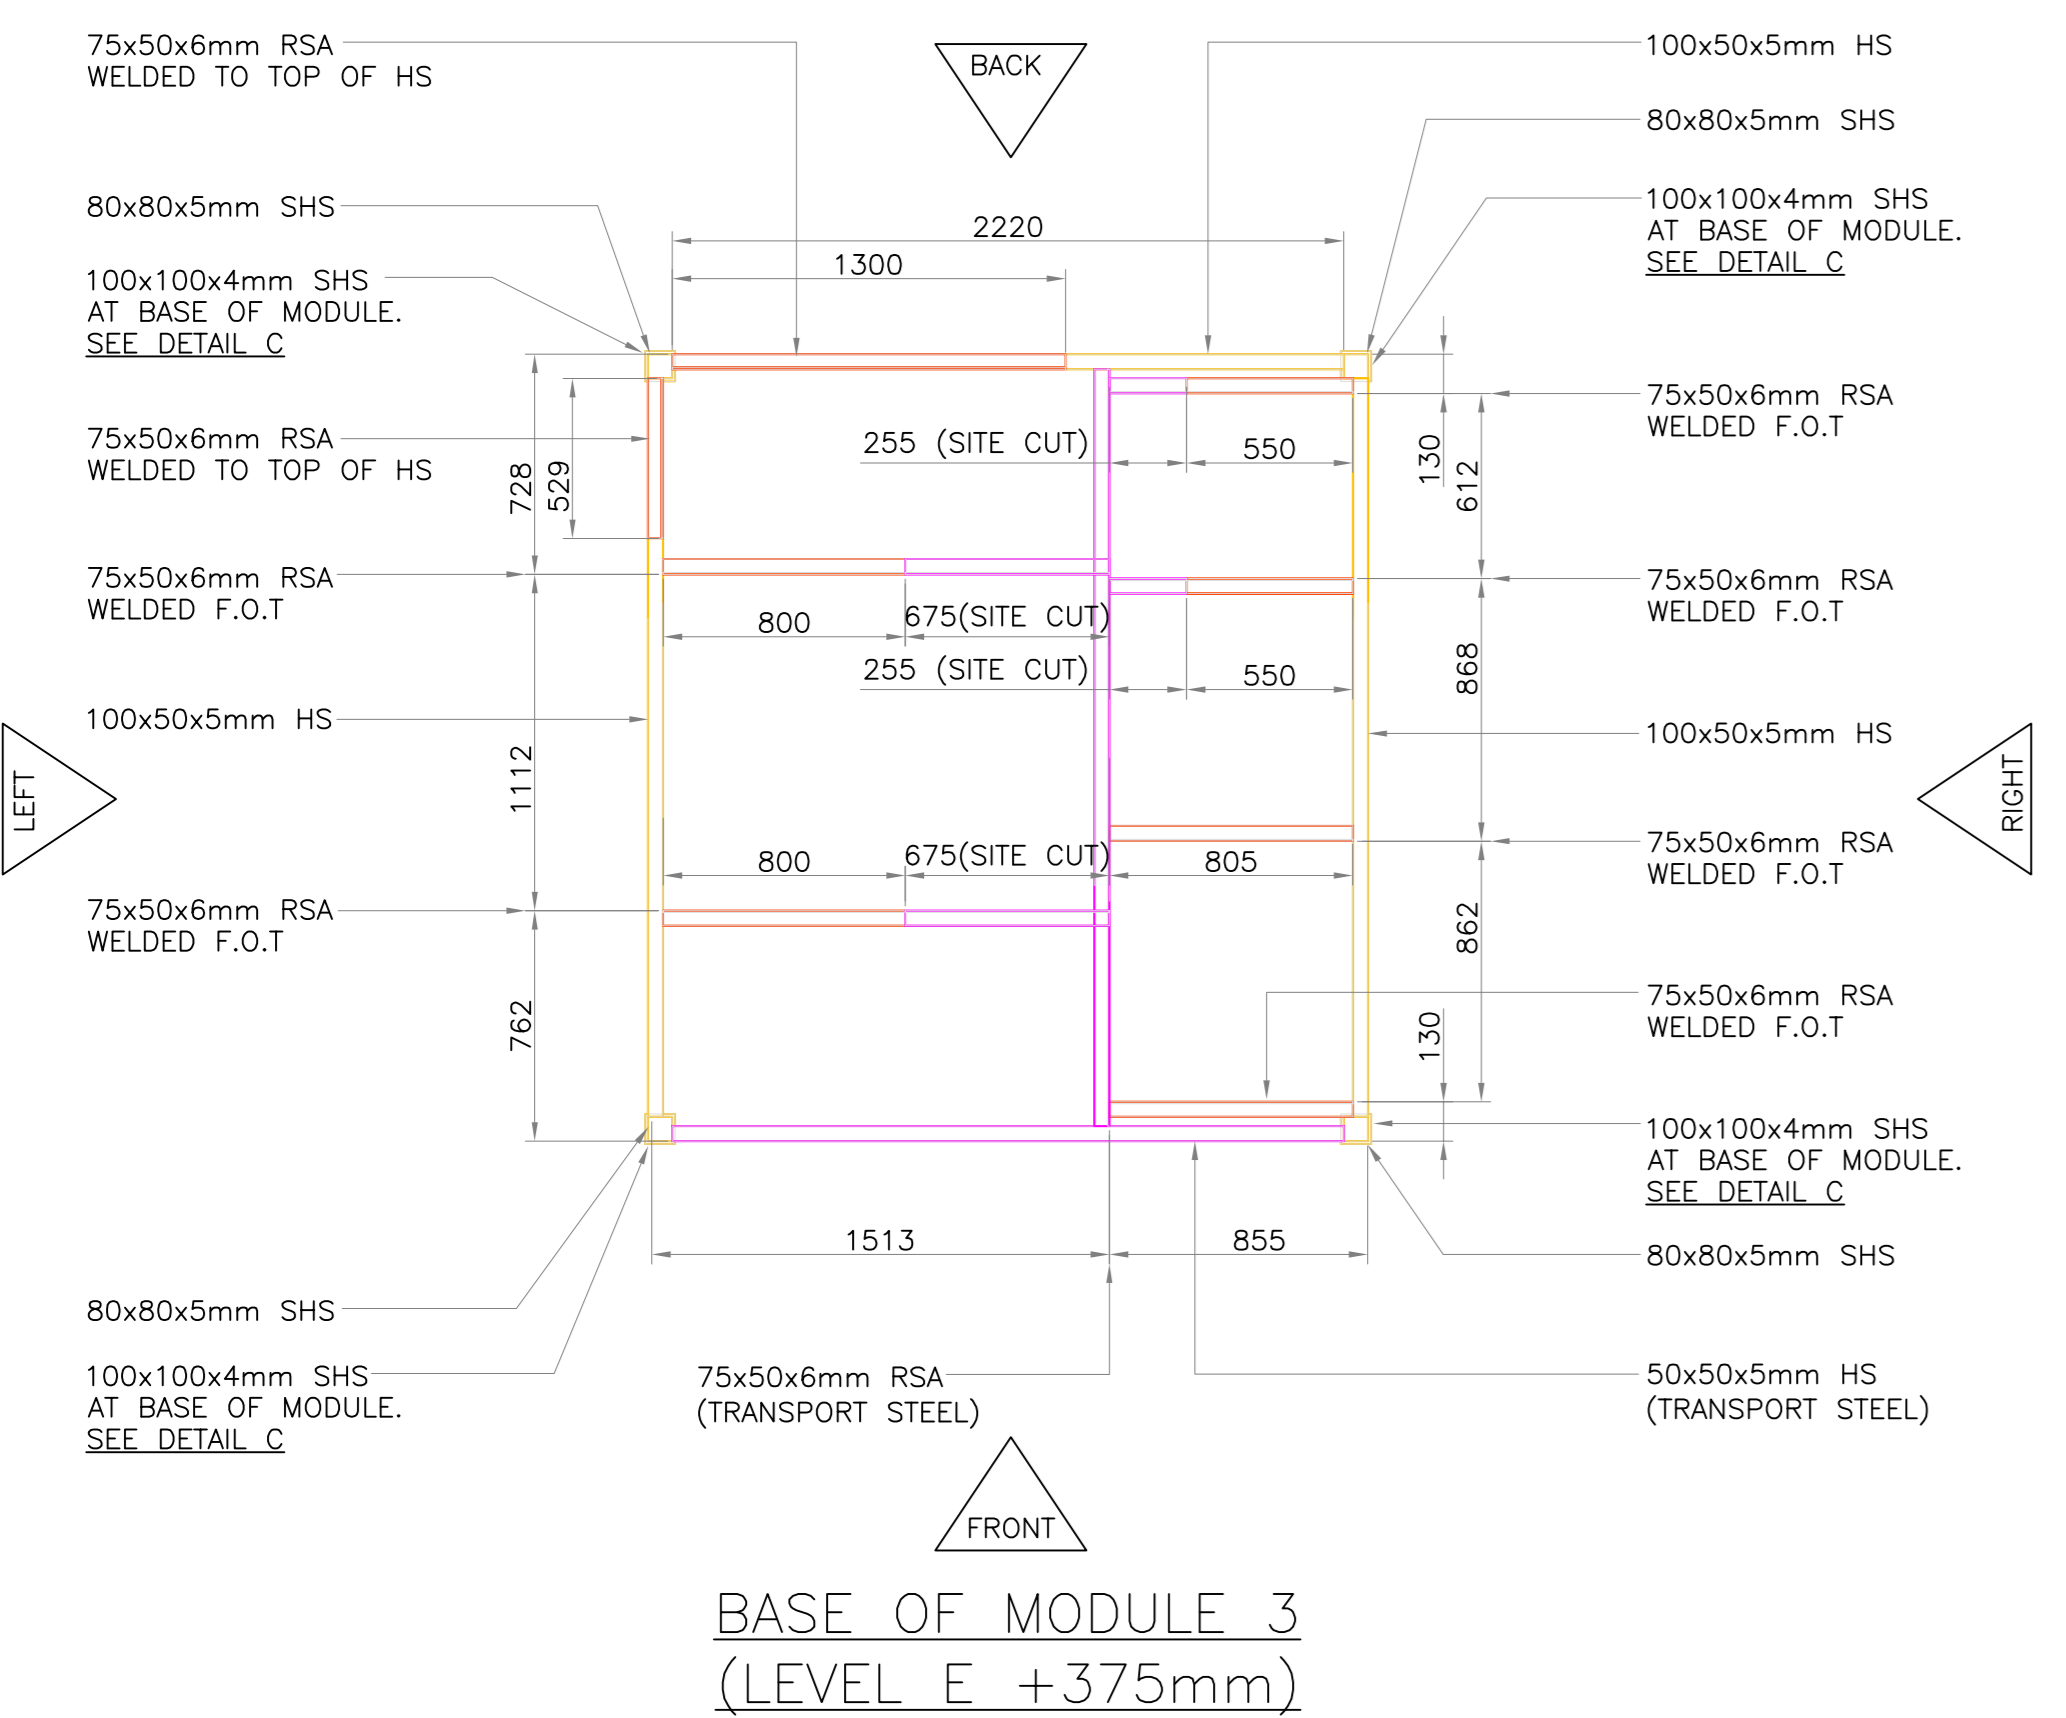 75x50x6mm RSA
WELDED TO TOP OF HS
BACK
100x50x5mm HS
80x80x5mm SHS
80x80x5mm SHS
100x100x4mm SHS
AT BASE OF MODULE.
SEE DETAIL C
100x100x4mm SHS
AT BASE OF MODULE.
SEE DETAIL C
2220
1300
75x50x6mm RSA
WELDED TO TOP OF HS
728
529
255 (SITE CUT)
550
130
612
75x50x6mm RSA
WELDED F.O.T
75x50x6mm RSA
WELDED F.O.T
800
675(SITE CUT)
75x50x6mm RSA
WELDED F.O.T
255 (SITE CUT)
550
868
100x50x5mm HS
100x50x5mm HS
LEFT
1112
RIGHT
800
675(SITE CUT)
805
75x50x6mm RSA
WELDED F.O.T
75x50x6mm RSA
WELDED F.O.T
862
762
130
75x50x6mm RSA
WELDED F.O.T
100x100x4mm SHS
AT BASE OF MODULE.
SEE DETAIL C
1513
855
80x80x5mm SHS
80x80x5mm SHS
100x100x4mm SHS
AT BASE OF MODULE.
SEE DETAIL C
75x50x6mm RSA
(TRANSPORT STEEL)
50x50x5mm HS
(TRANSPORT STEEL)
FRONT
BASE OF MODULE 3
(LEVEL E +375mm)